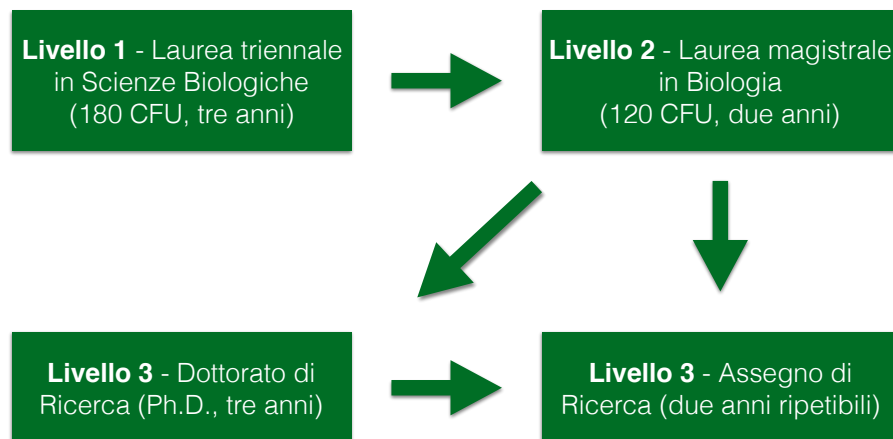 Livello 1 - Laurea triennale
in Scienze Biologiche
(180 CFU, tre anni)
Livello 2 - Laurea magistrale
in Biologia
(120 CFU, due anni)
Livello 3 - Dottorato di
Ricerca (Ph.D., tre anni)
Livello 3 - Assegno di
Ricerca (due anni ripetibili)